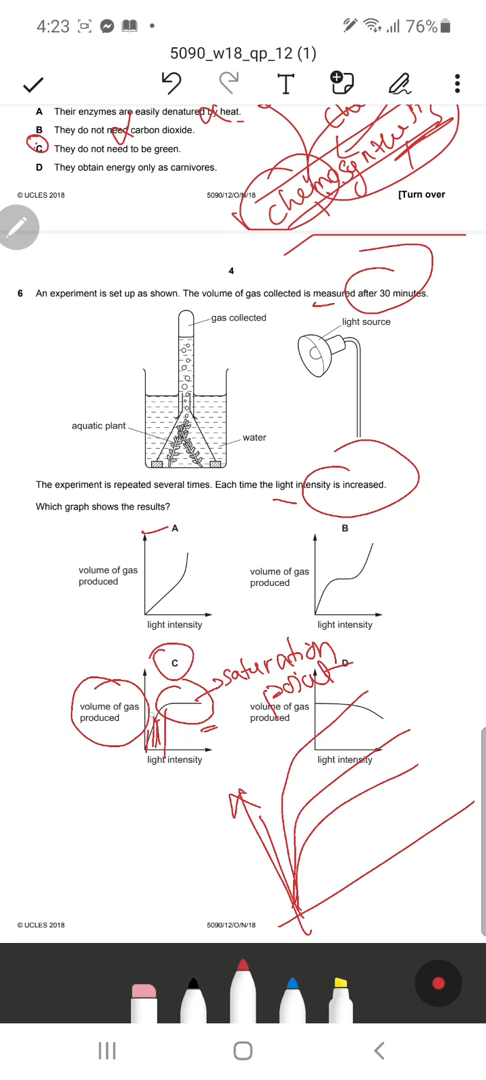 4:23
76%
5090_w18_qp_12 (1)
T
A Their enzymes are easily denatured by heat.
B They do not need carbon dioxide.
C They do not need to be green.
D They obtain energy only as carnivores.
© UCLES 2018
5090/12/O/N/18
[Turn over
4
6 An experiment is set up as shown. The volume of gas collected is measured after 30 minutes.
gas collected
light source
aquatic plant
water
The experiment is repeated several times. Each time the light intensity is increased.
Which graph shows the results?
A
B
volume of gas produced
volume of gas produced
light intensity
light intensity
C
D
saturation
point
volume of gas produced
volume of gas produced
light intensity
light intensity
© UCLES 2018
5090/12/O/N/18